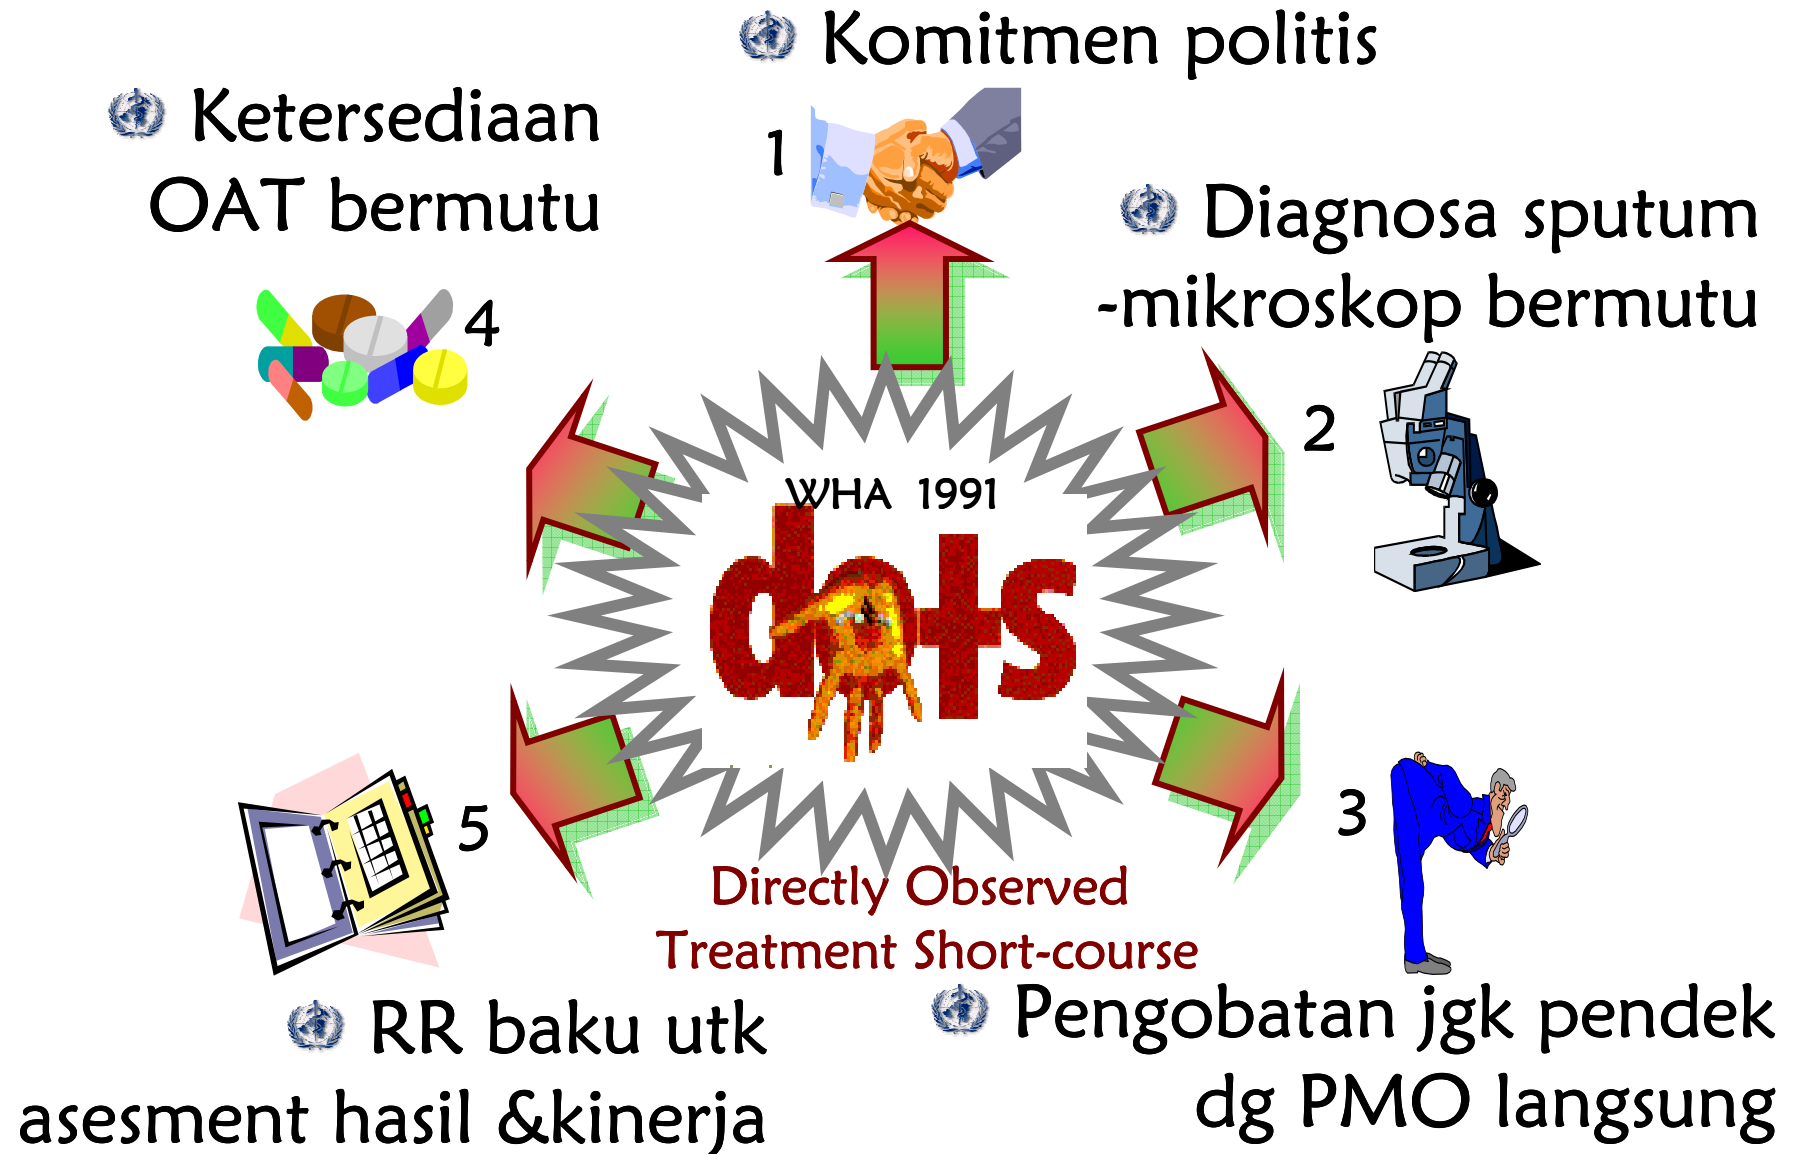 Komitmen politis
1
Ketersediaan
OAT bermutu
4
Diagnosa sputum
-mikroskop bermutu
2
WHA 1991
dots
Directly Observed
Treatment Short-course
3
Pengobatan jgk pendek
dg PMO langsung
5
RR baku utk
asesment hasil &kinerja